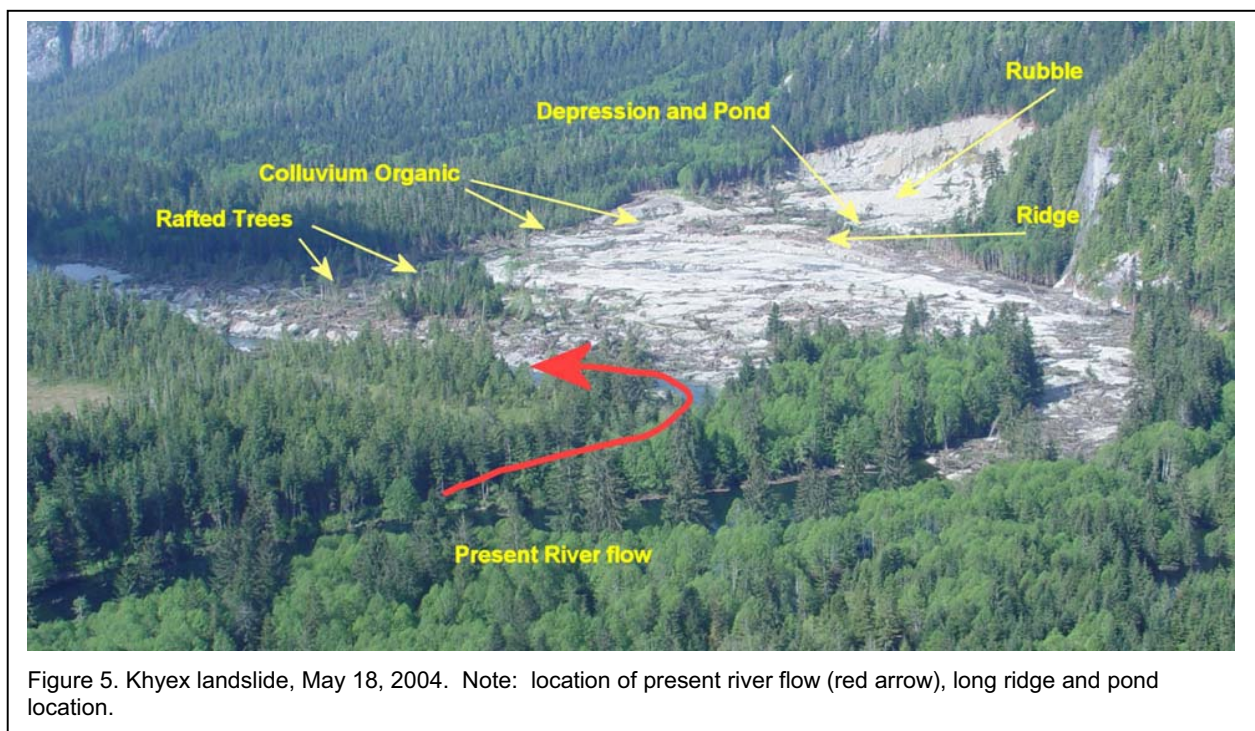 Rubble
Depression and Pond
Colluvium Organic
Rafted Trees
Ridge
Present River flow
Figure 5. Khyex landslide, May 18, 2004.  Note:  location of present river flow (red arrow), long ridge and pond
location.